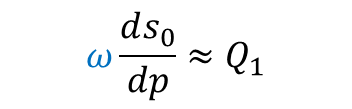 ω ds₀/dp ≈ Q₁